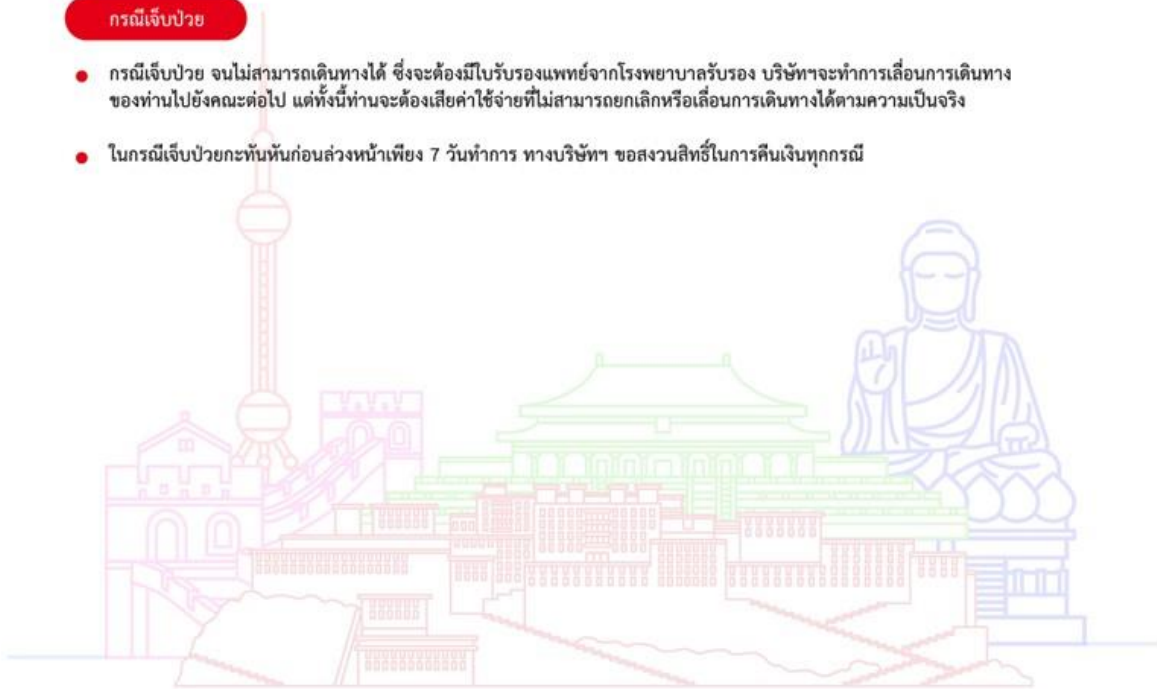 กรณีเจ็บป่วย
กรณีเจ็บป่วย จนไม่สามารถเดินทางได้ ซึ่งจะต้องมีใบรับรองแพทย์จากโรงพยาบาลรับรอง บริษัทฯจะทำการเลื่อนการเดินทาง
ของท่านไปยังคณะต่อไป แต่ทั้งนี้ท่านจะต้องเสียค่าใช้จ่ายที่ไม่สามารถยกเลิกหรือเลื่อนการเดินทางได้ตามความเป็นจริง
ในกรณีเจ็บป่วยกะทันหันก่อนล่วงหน้าเพียง 7 วันทำการ ทางบริษัทฯ ขอสงวนสิทธิ์ในการคืนเงินทุกกรณี